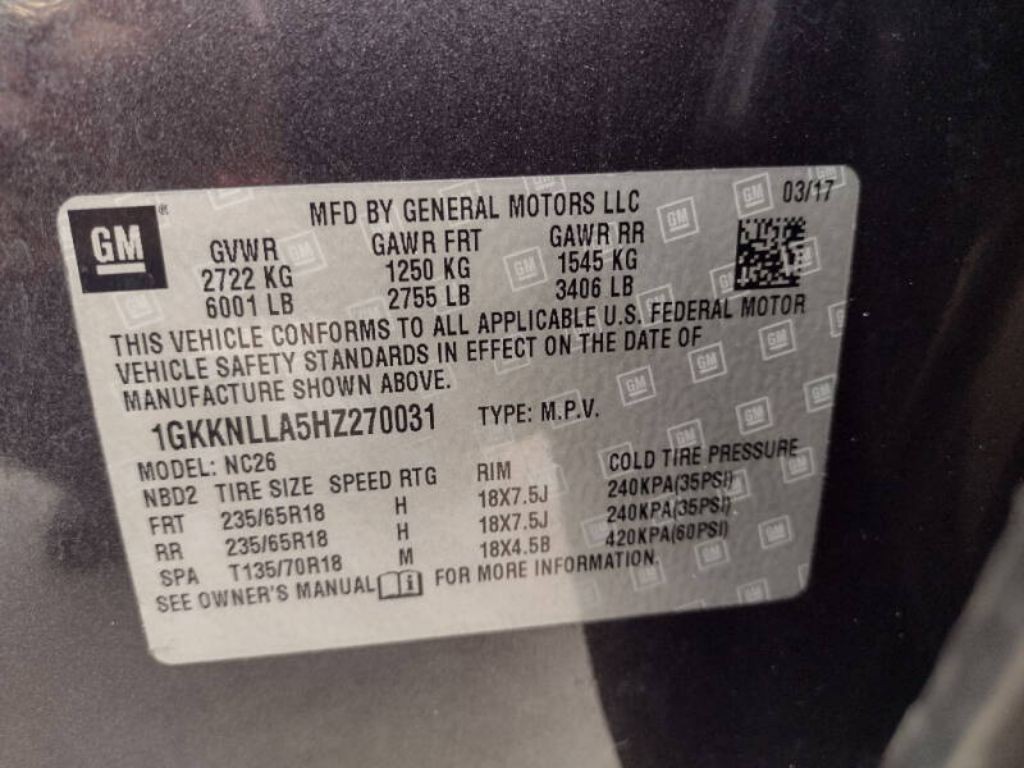 GM ® MFD BY GENERAL MOTORS LLC 03/17
GVWR GAWR FRT GAWR RR
2722 KG 1250 KG 1545 KG
6001 LB 2755 LB 3406 LB
THIS VEHICLE CONFORMS TO ALL APPLICABLE U.S. FEDERAL MOTOR
VEHICLE SAFETY STANDARDS IN EFFECT ON THE DATE OF
MANUFACTURE SHOWN ABOVE.
1GKKNLLA5HZ270031 TYPE: M.P.V.
MODEL: NC26
NBD2 TIRE SIZE SPEED RTG RIM COLD TIRE PRESSURE
FRT 235/65R18 H 18X7.5J 240KPA(35PSI)
RR 235/65R18 H 18X7.5J 240KPA(35PSI)
SPA T135/70R18 M 18X4.5B 420KPA(60PSI)
SEE OWNER'S MANUAL i FOR MORE INFORMATION.